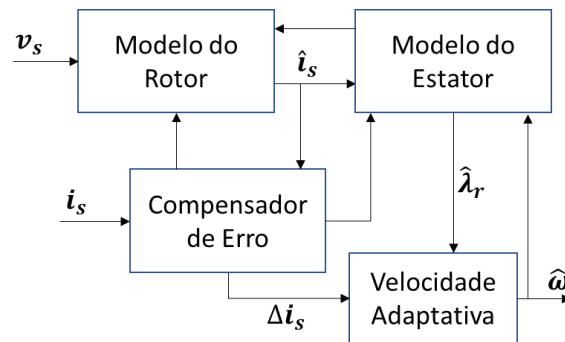 v_s
Modelo do
Rotor
î_s
Modelo do
Estator
i_s
Compensador
de Erro
λ̂_r
Δi_s
Velocidade
Adaptativa
ω̂